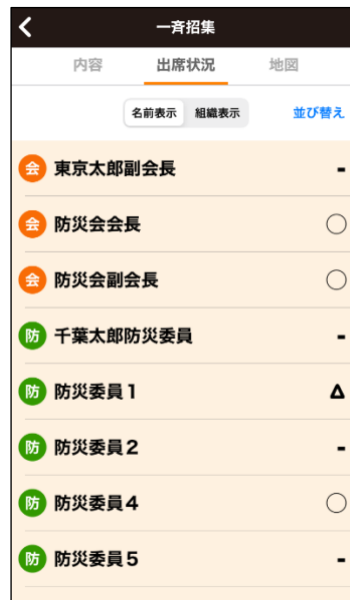 一斉招集
内容 出席状況 地図
名前表示 組織表示 並び替え
会 東京太郎副会長 -
会 防災会会長 ○
会 防災会副会長 ○
防 千葉太郎防災委員 -
防 防災委員1 Δ
防 防災委員2 -
防 防災委員4 ○
防 防災委員5 -